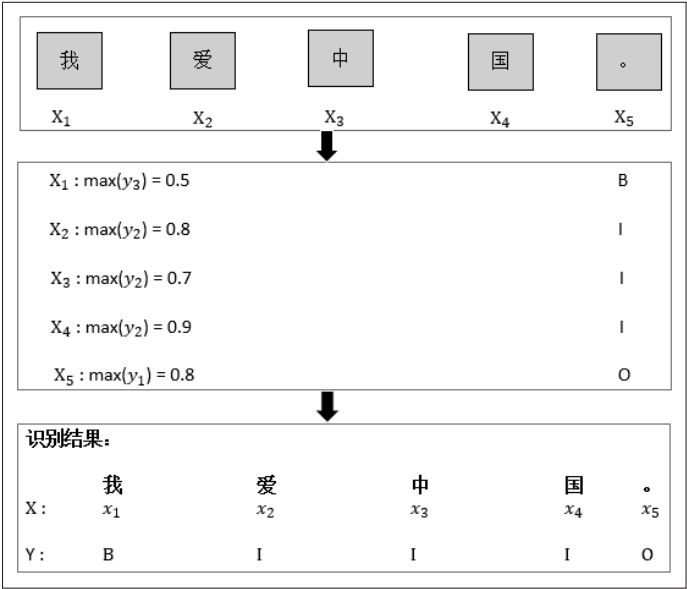 我 爱 中 国 。
X₁ X₂ X₃ X₄ X₅
X₁ : max(y₃) = 0.5 B
X₂ : max(y₂) = 0.8 I
X₃ : max(y₂) = 0.7 I
X₄ : max(y₂) = 0.9 I
X₅ : max(y₁) = 0.8 O
识别结果：
我 爱 中 国 。
X : x₁ x₂ x₃ x₄ x₅
Y : B I I I O